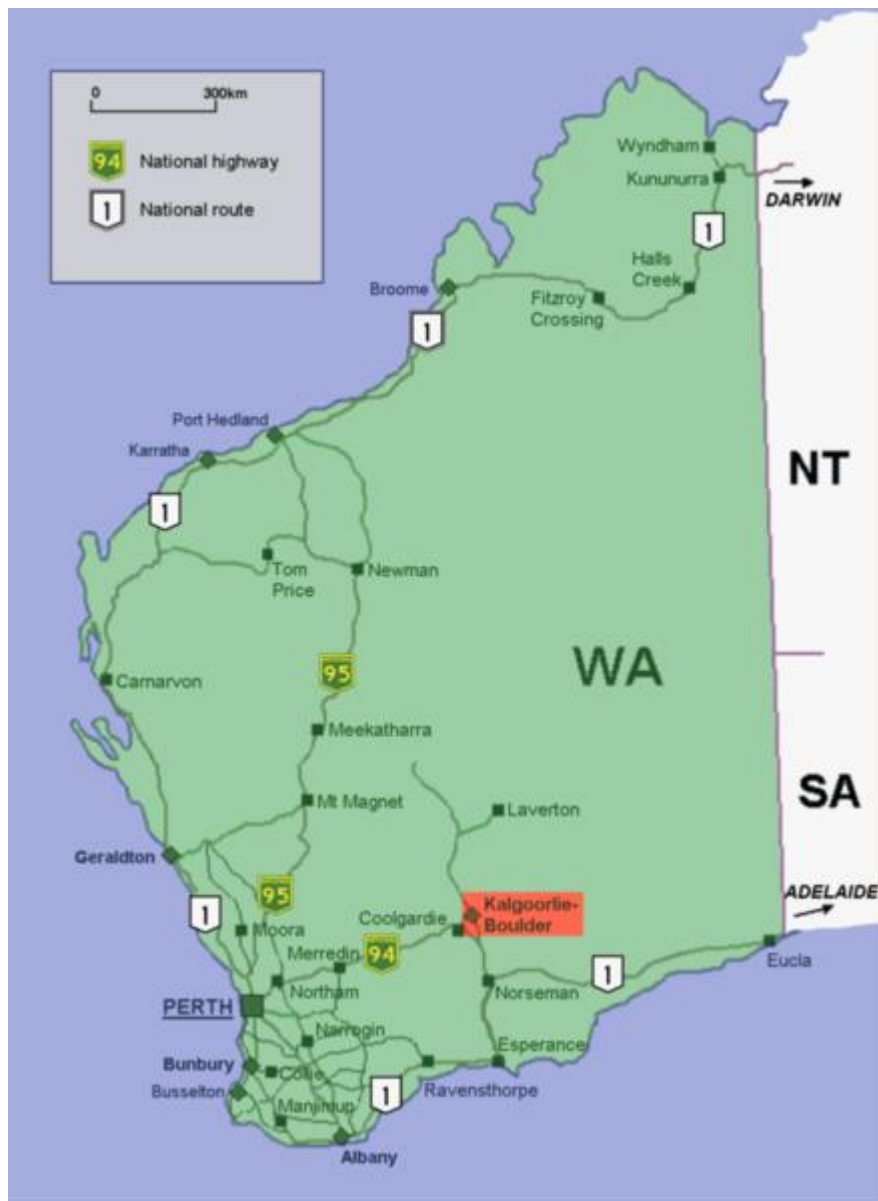 0 300km
94 National highway
1 National route
Wyndham
Kununurra
DARWIN
1
Halls
Creek
Broome
Fitzroy
Crossing
1
Port Hedland
Karratha
NT
1
Tom
Price
Newman
WA
95
Carnarvon
Meekatharra
SA
Mt Magnet
Laverton
Geraldton
95
ADELAIDE
1
Kalgoorlie-
Boulder
Coolgardie
Moora
Merredin
94
Eucla
1
Northam
Norseman
PERTH
Narrogin
Esperance
Bunbury
Collie
Ravensthorpe
Busselton
1
Manjimup
Albany